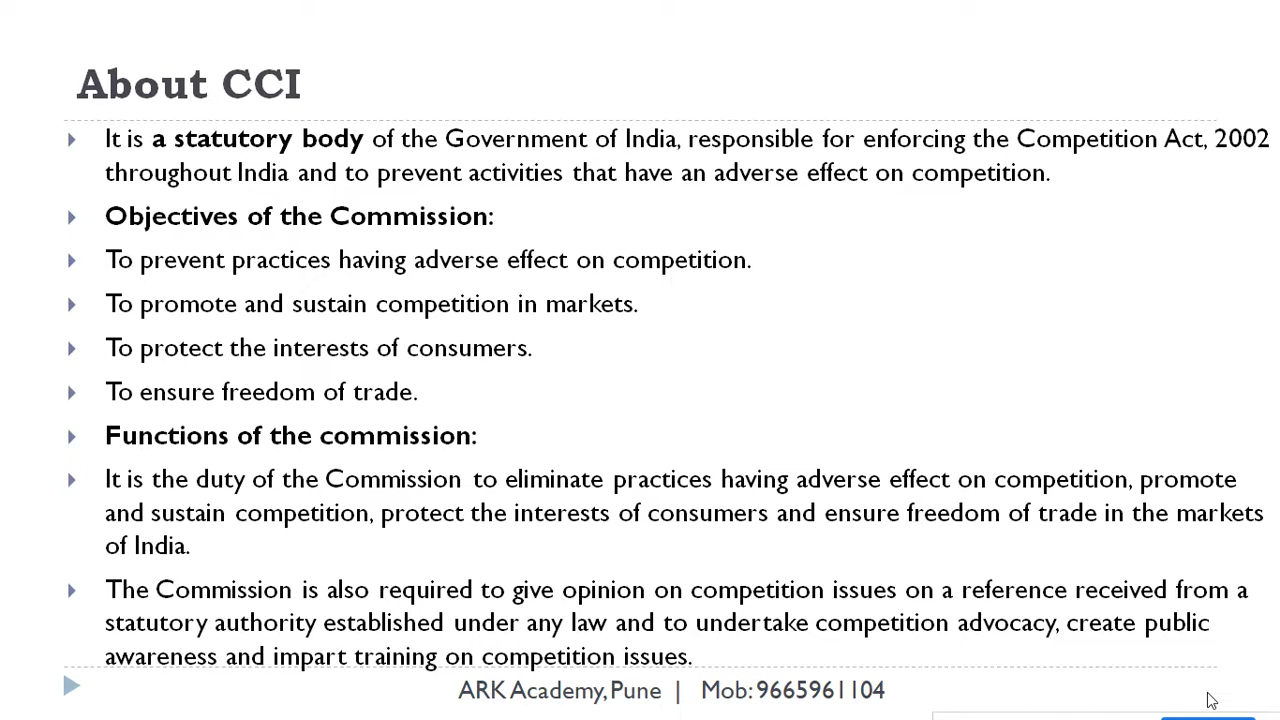 About CCI
It is a statutory body of the Government of India, responsible for enforcing the Competition Act, 2002
throughout India and to prevent activities that have an adverse effect on competition.
Objectives of the Commission:
To prevent practices having adverse effect on competition.
To promote and sustain competition in markets.
To protect the interests of consumers.
To ensure freedom of trade.
Functions of the commission:
It is the duty of the Commission to eliminate practices having adverse effect on competition, promote
and sustain competition, protect the interests of consumers and ensure freedom of trade in the markets
of India.
The Commission is also required to give opinion on competition issues on a reference received from a
statutory authority established under any law and to undertake competition advocacy, create public
awareness and impart training on competition issues.
ARK Academy, Pune | Mob: 9665961104